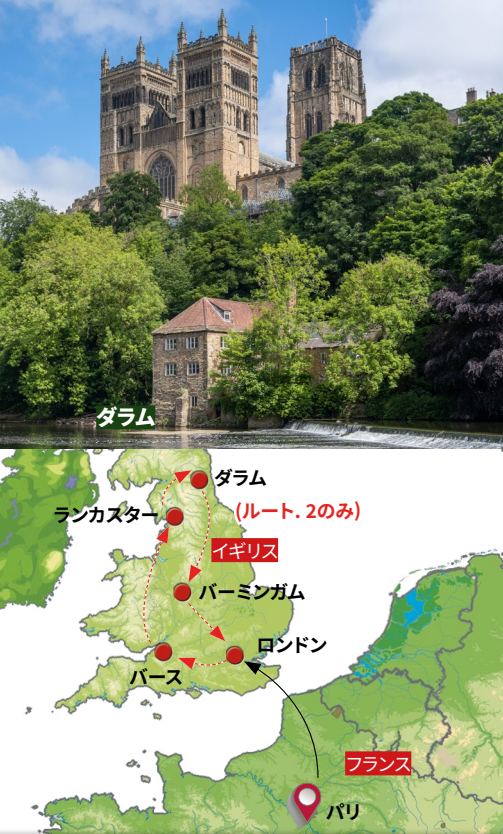 ダラム
ダラム
ランカスター
(ルート. 2のみ)
イギリス
バーミンガム
ロンドン
バース
フランス
パリ